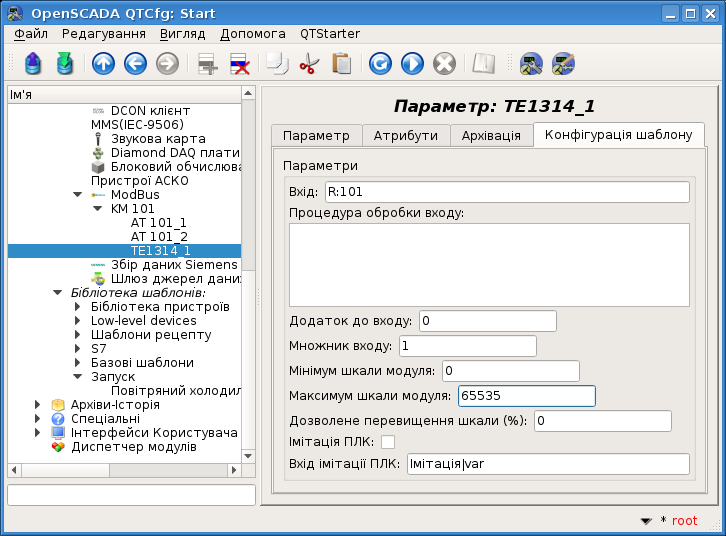 OpenSCADA QTCfg: Start
Файл Редагування Вигляд Допомога QTStarter
Ім'я
DCON клієнт
MMS(IEC-9506)
Звукова карта
Diamond DAQ плати
Блоковий обчислюва
Пристрої АСКО
ModBus
KM 101
AT 101_1
AT 101_2
TE1314_1
Збір даних Siemens
Шлюз джерел дани
Бібліотека шаблонів:
Бібліотека пристроїв
Low-level devices
Шаблони рецепту
S7
Базові шаблони
Запуск
Повітряний холодил
Архіви-Історія
Спеціальні
Інтерфейси Користувача
Диспетчер модулів
Параметр: TE1314_1
Параметр Атрибути Архівація Конфігурація шаблону
Параметри
Вхід: R:101
Процедура обробки входу:
Додаток до входу: 0
Множник входу: 1
Мінімум шкали модуля: 0
Максимум шкали модуля: 65535
Дозволене перевищення шкали (%): 0
Імітація ПЛК:
Вхід імітації ПЛК: Імітація|var
* root